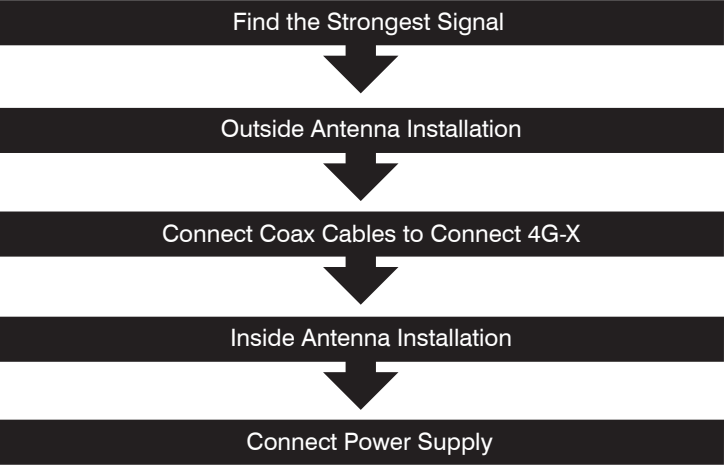 Find the Strongest Signal
Outside Antenna Installation
Connect Coax Cables to Connect 4G-X
Inside Antenna Installation
Connect Power Supply